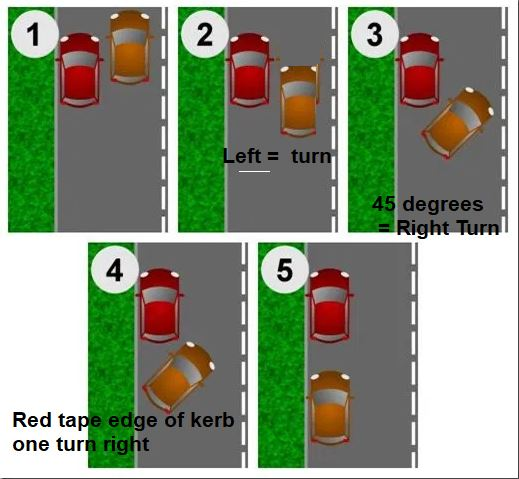 1
2
3
Left =  turn
45 degrees
= Right Turn
4
5
Red tape edge of kerb
one turn right